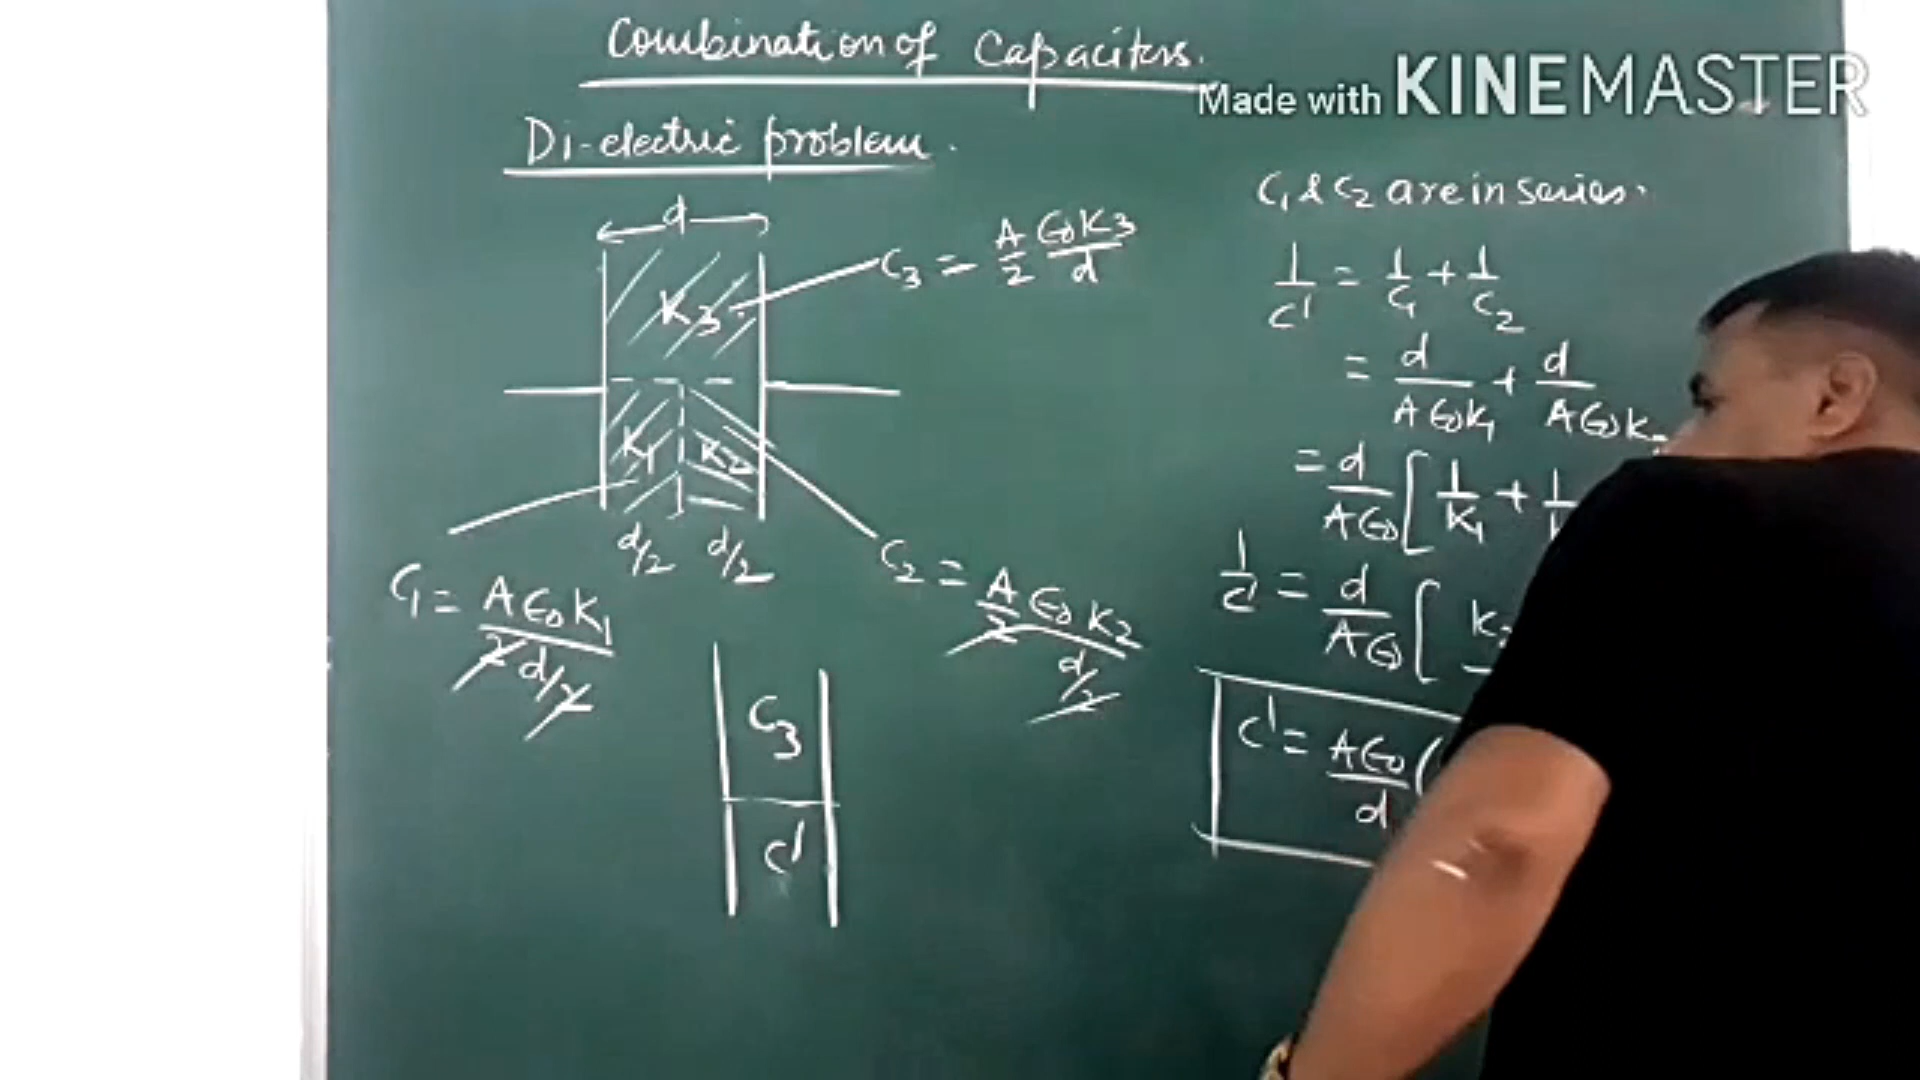 Combination of Capacitors.
Made with KINEMASTER
Di-electric problem.
d
K3
C3 = A/2 ϵ0K3/d
K1 K2
d/2 d/2
C1 = Aϵ0K1/2 d/2
C2 = A/2 ϵ0K2/d/2
C3
C'
C1 & C2 are in series.
1/C' = 1/C1 + 1/C2
= d/Aϵ0K1 + d/Aϵ0K
= d/Aϵ0 [ 1/K1 + 1/
1/C' = d/Aϵ0 [ K
C' = Aϵ0/d (